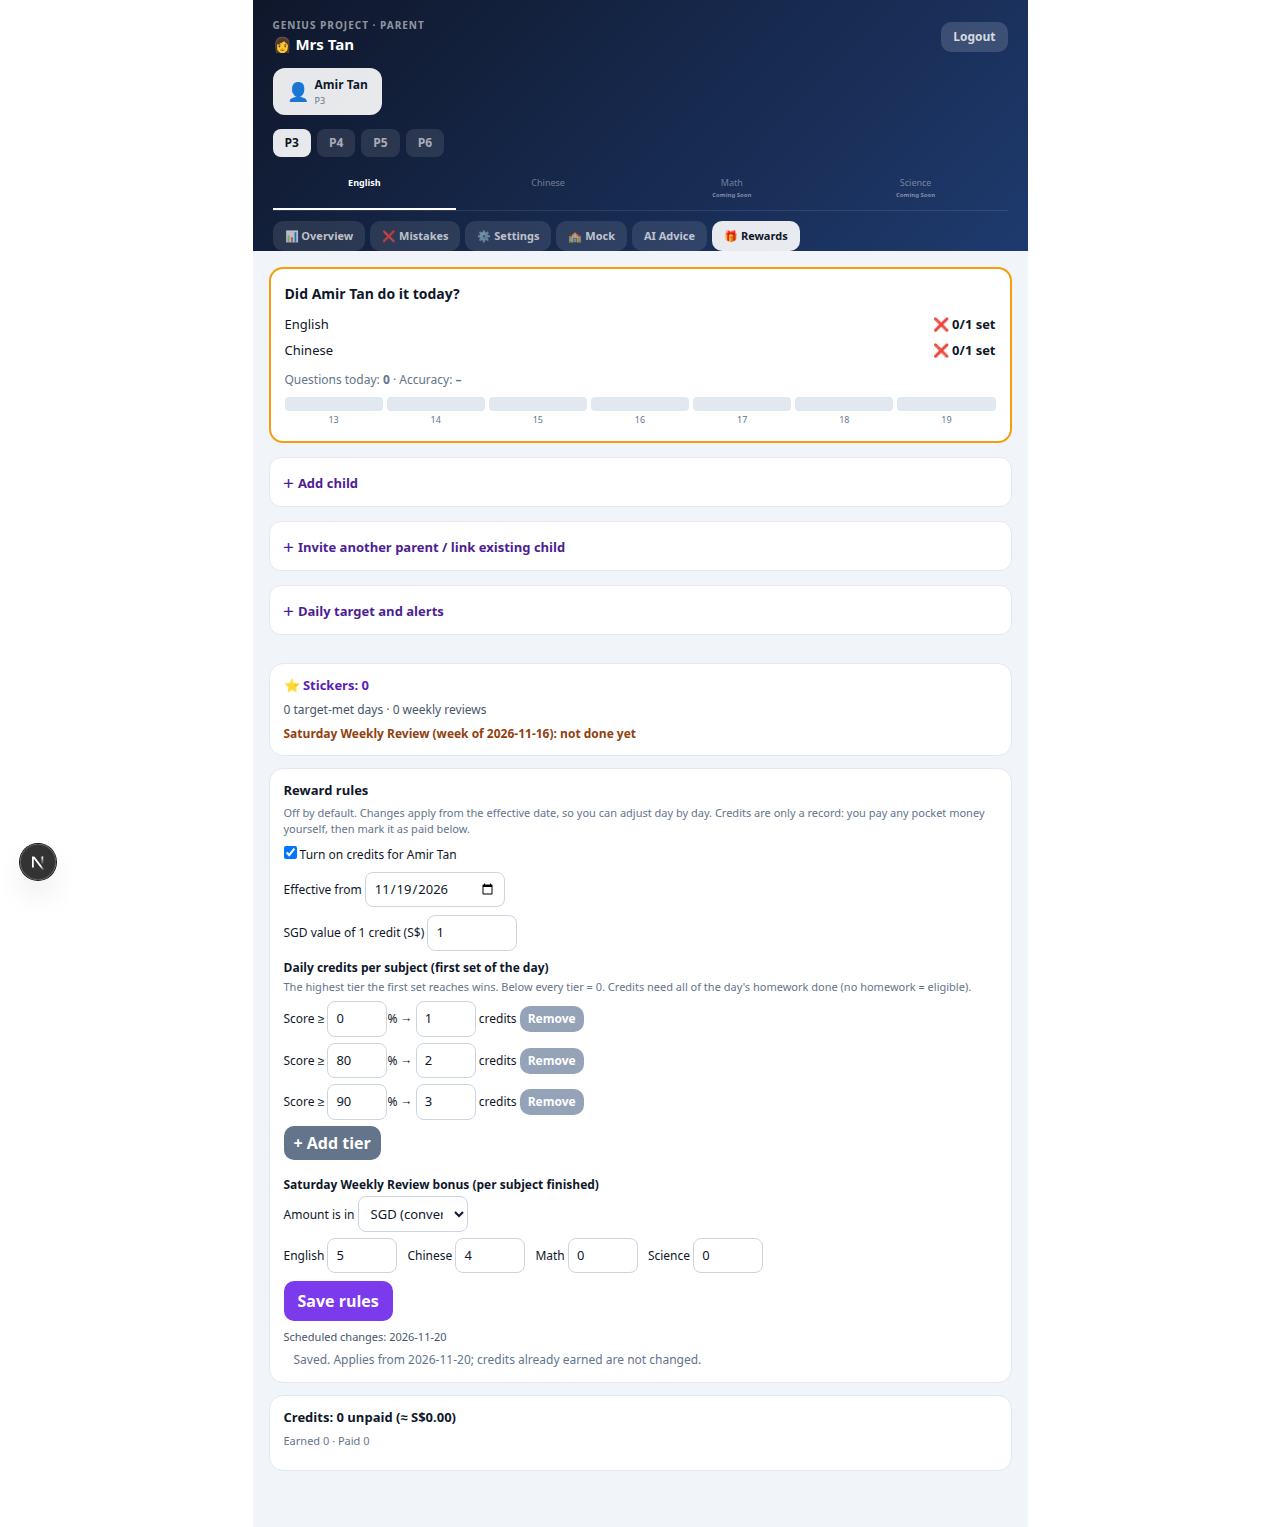 GENIUS PROJECT · PARENT
👩 Mrs Tan
Logout
👤 Amir Tan
P3
P3 P4 P5 P6
English Chinese Math Science
Coming Soon Coming Soon
📊 Overview ❌ Mistakes ⚙️ Settings 🏫 Mock AI Advice 🎁 Rewards
Did Amir Tan do it today?
English ❌ 0/1 set
Chinese ❌ 0/1 set
Questions today: 0 · Accuracy: –
13 14 15 16 17 18 19
+ Add child
+ Invite another parent / link existing child
+ Daily target and alerts
⭐ Stickers: 0
0 target-met days · 0 weekly reviews
Saturday Weekly Review (week of 2026-11-16): not done yet
Reward rules
Off by default. Changes apply from the effective date, so you can adjust day by day. Credits are only a record: you pay any pocket money
yourself, then mark it as paid below.
Turn on credits for Amir Tan
Effective from 11/19/2026
SGD value of 1 credit (S$) 1
Daily credits per subject (first set of the day)
The highest tier the first set reaches wins. Below every tier = 0. Credits need all of the day's homework done (no homework = eligible).
Score ≥ 0 % → 1 credits Remove
Score ≥ 80 % → 2 credits Remove
Score ≥ 90 % → 3 credits Remove
+ Add tier
Saturday Weekly Review bonus (per subject finished)
Amount is in SGD (conver
English 5 Chinese 4 Math 0 Science 0
Save rules
Scheduled changes: 2026-11-20
Saved. Applies from 2026-11-20; credits already earned are not changed.
Credits: 0 unpaid (≈ S$0.00)
Earned 0 · Paid 0
N